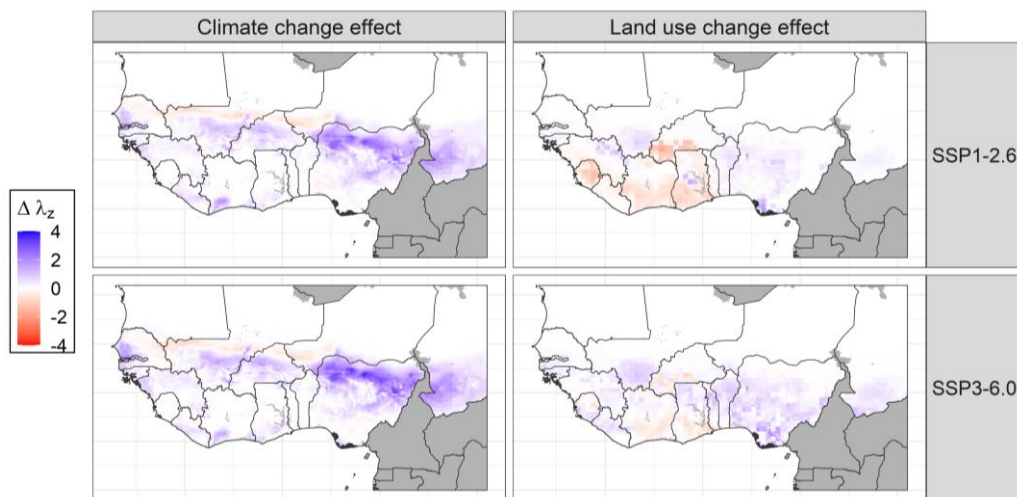 Climate change effect
Land use change effect
SSP1-2.6
Δ λz
4
2
0
-2
-4
SSP3-6.0